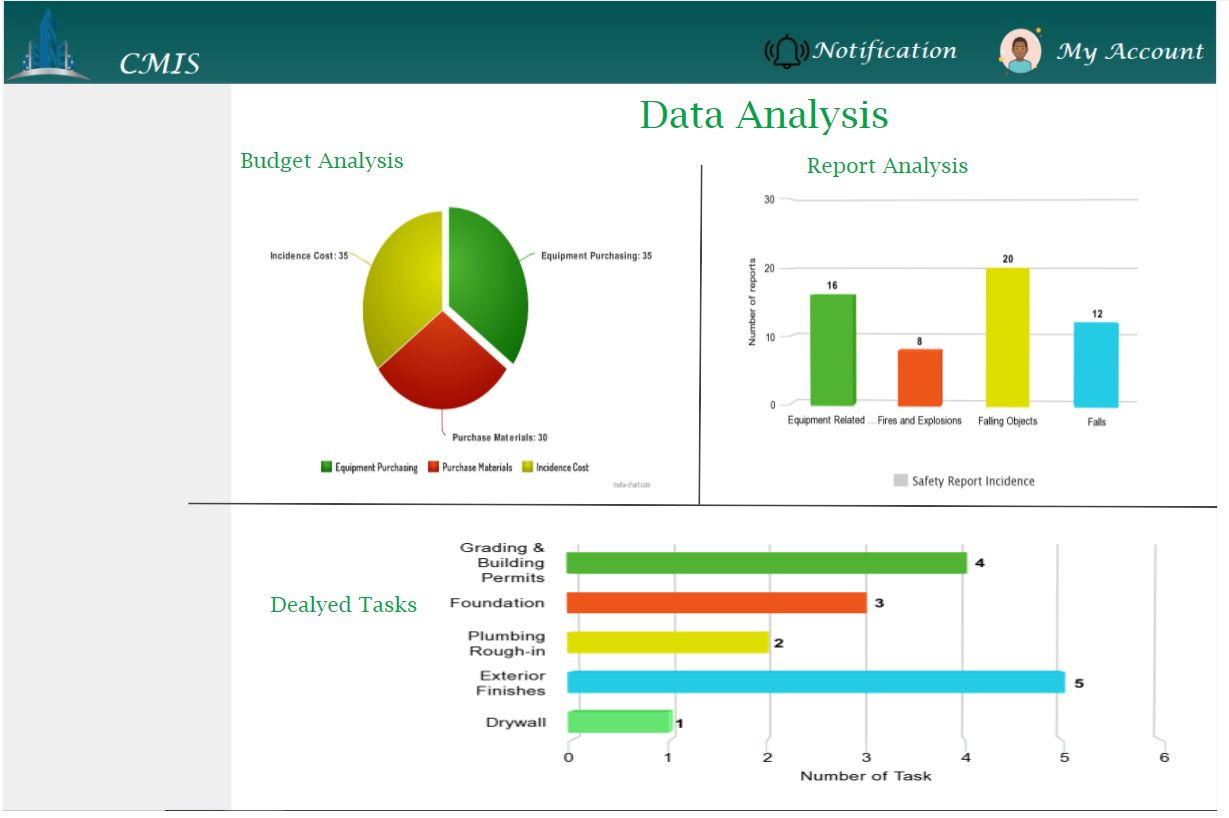 CMIS
Notification
My Account
Data Analysis
Budget Analysis
Incidence Cost: 35
Equipment Purchasing: 35
Purchase Materials: 30
Equipment Purchasing
Purchase Materials
Incidence Cost
meta-chart.com
Report Analysis
Number of reports
30
20
10
0
16
8
20
12
Equipment Related ...
Fires and Explosions
Falling Objects
Falls
Safety Report Incidence
Dealyed Tasks
Grading &
Building
Permits
4
Foundation
3
Plumbing
Rough-in
2
Exterior
Finishes
5
Drywall
1
0 1 2 3 4 5 6
Number of Task